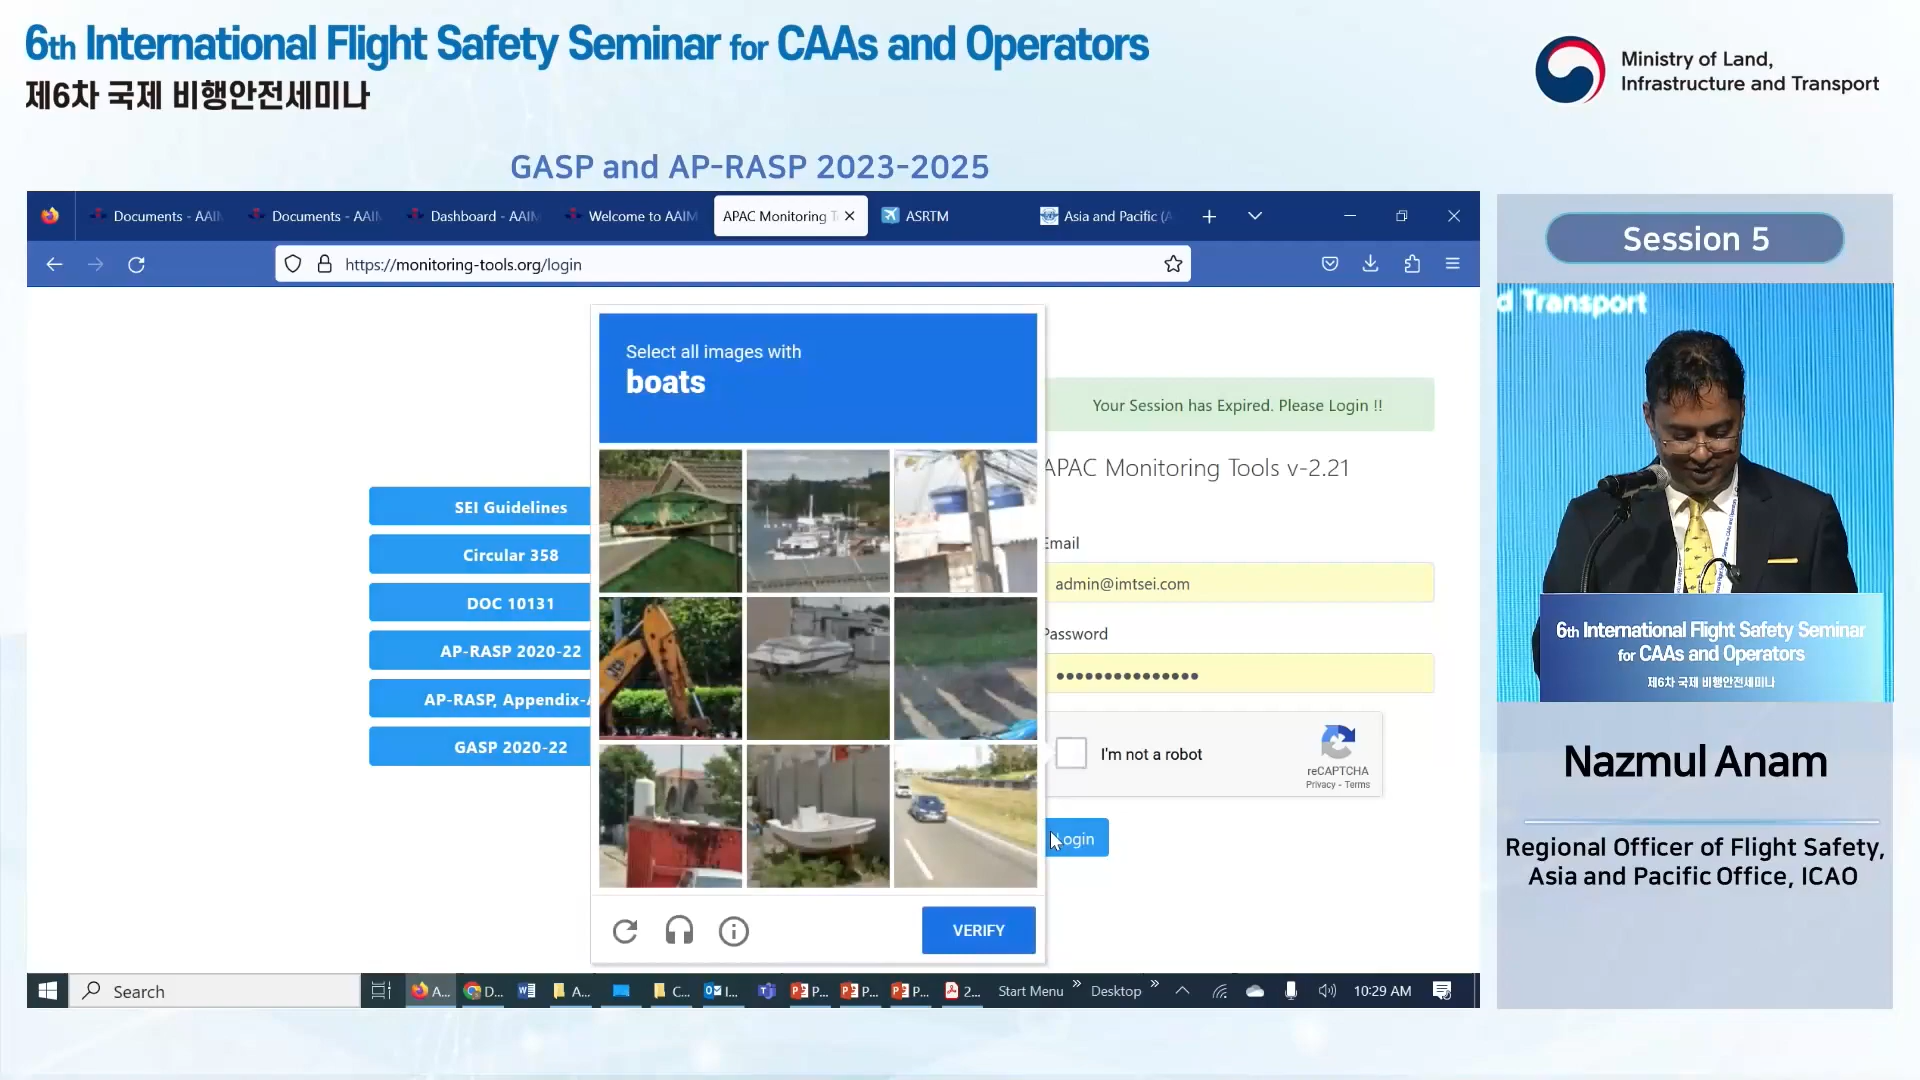 6th International Flight Safety Seminar for CAAs and Operators
제6차 국제 비행안전세미나
Ministry of Land,
Infrastructure and Transport
GASP and AP-RASP 2023-2025
Documents - AAI
Documents - AAI
Dashboard - AAIM
Welcome to AAIM
APAC Monitoring T
ASRTM
Asia and Pacific (A
https://monitoring-tools.org/login
Select all images with
boats
VERIFY
SEI Guidelines
Circular 358
DOC 10131
AP-RASP 2020-22
AP-RASP, Appendix-A
GASP 2020-22
Your Session has Expired. Please Login !!
APAC Monitoring Tools v-2.21
Email
admin@imtsei.com
Password
I'm not a robot
reCAPTCHA
Privacy - Terms
Login
Search
A...
D...
A...
C...
I...
P...
P...
P...
2...
Start Menu
Desktop
10:29 AM
Session 5
d Transport
6th International Flight Safety Seminar
for CAAs and Operators
제6차 국제 비행안전세미나
Nazmul Anam
Regional Officer of Flight Safety,
Asia and Pacific Office, ICAO